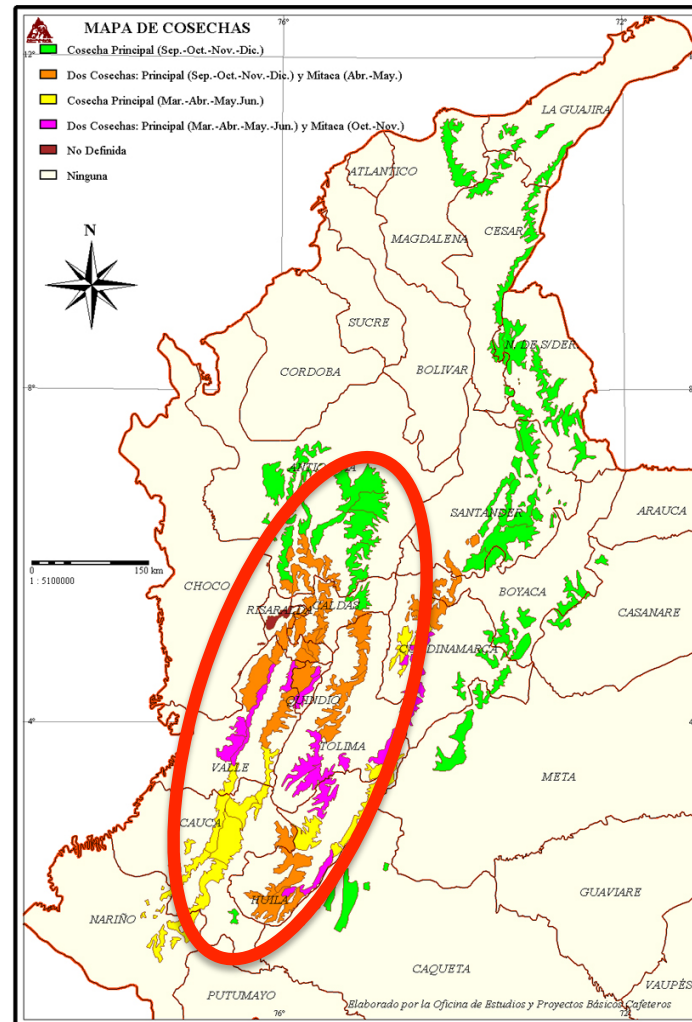 MAPA DE COSECHAS
Cosecha Principal (Sep.-Oct.-Nov.-Dic.)
Dos Cosechas: Principal (Sep.-Oct.-Nov.-Dic.) y Mitaca (Abr.-May.)
Cosecha Principal (Mar.-Abr.-May.Jun.)
Dos Cosechas: Principal (Mar.-Abr.-May.-Jun.) y Mitaca (Oct.-Nov.)
No Definida
Ninguna
76°
72°
12°
LA GUAJIRA
ATLANTICO
MAGDALENA
CESAR
N
SUCRE
N. DE S/DER.
CORDOBA
BOLIVAR
8°
8
ANTIOQUIA
SANTANDER
ARAUCA
0
150 km
1 : 5100000
CHOCO
BOYACA
CASANARE
RISARALDA
CALDAS
CUNDINAMARCA
QUINDIO
4°
TOLIMA
VALLE
META
CAUCA
GUAVIARE
HUILA
NARIÑO
CAQUETA
VAUPÉS
PUTUMAYO
Elaborado por la Oficina de Estudios y Proyectos Básicos Cafeteros
76°
72°